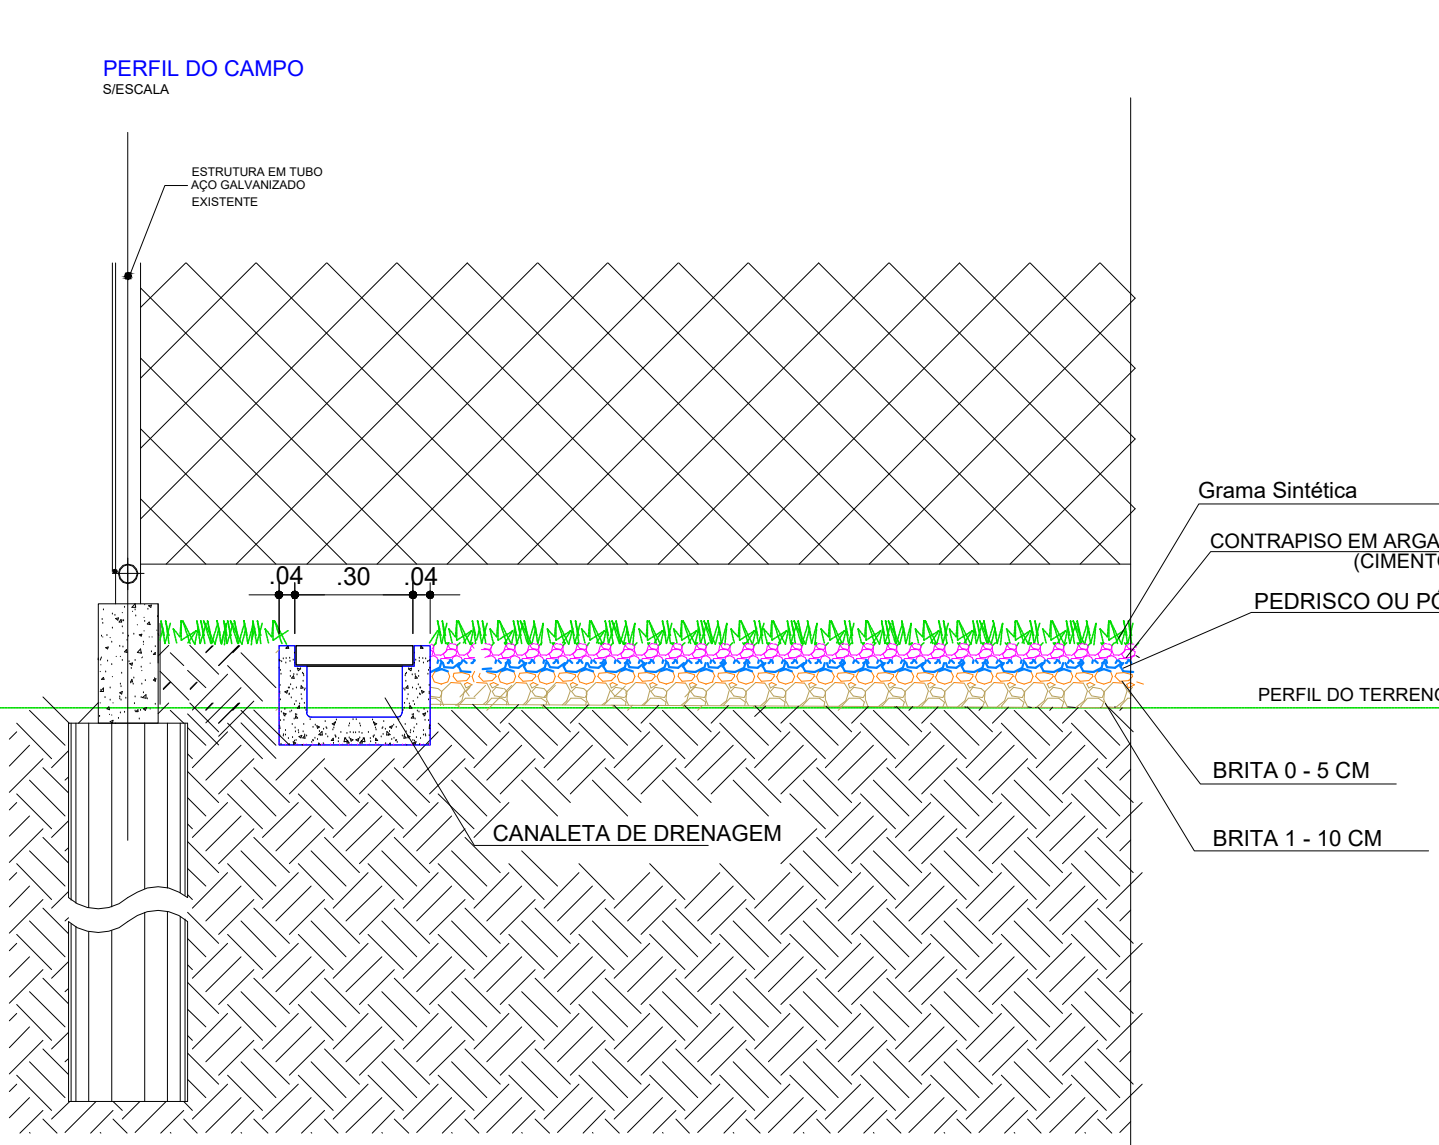 PERFIL DO CAMPO
S/ESCALA
ESTRUTURA EM TUBO
AÇO GALVANIZADO
EXISTENTE
Grama Sintética
CONTRAPISO EM ARGA
(CIMENTO
.04 .30 .04
PEDRISCO OU PÓ
PERFIL DO TERRENO
BRITA 0 - 5 CM
CANALETA DE DRENAGEM
BRITA 1 - 10 CM